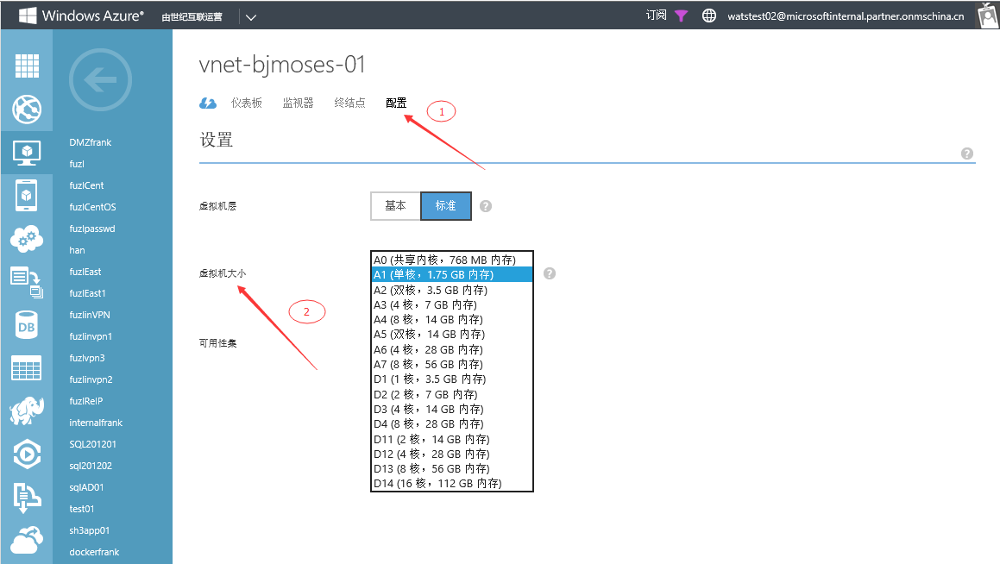 Windows Azure® 由世纪互联运营 订阅 watstest02@microsoftinternal.partner.onmschina.cn
DMZfrank
fuzl
fuzlCent
fuzlCentOS
fuzlpasswd
han
fuzlEast
fuzlEast1
fuzlinVPN
fuzlinvpn1
fuzlvpn3
fuzlinvpn2
fuzlRelP
internalfrank
SQL201201
sql201202
sqlAD01
test01
sh3app01
dockerfrank
DB
vnet-bjmoses-01
仪表板 监视器 终结点 配置
1
设置
?
虚拟机层 基本 标准 ?
虚拟机大小 ?
2
A0 (共享内核，768 MB 内存)
A1 (单核，1.75 GB 内存)
A2 (双核，3.5 GB 内存)
A3 (4 核，7 GB 内存)
A4 (8 核，14 GB 内存)
A5 (双核，14 GB 内存)
A6 (4 核，28 GB 内存)
A7 (8 核，56 GB 内存)
D1 (1 核，3.5 GB 内存)
D2 (2 核，7 GB 内存)
D3 (4 核，14 GB 内存)
D4 (8 核，28 GB 内存)
D11 (2 核，14 GB 内存)
D12 (4 核，28 GB 内存)
D13 (8 核，56 GB 内存)
D14 (16 核，112 GB 内存)
可用性集